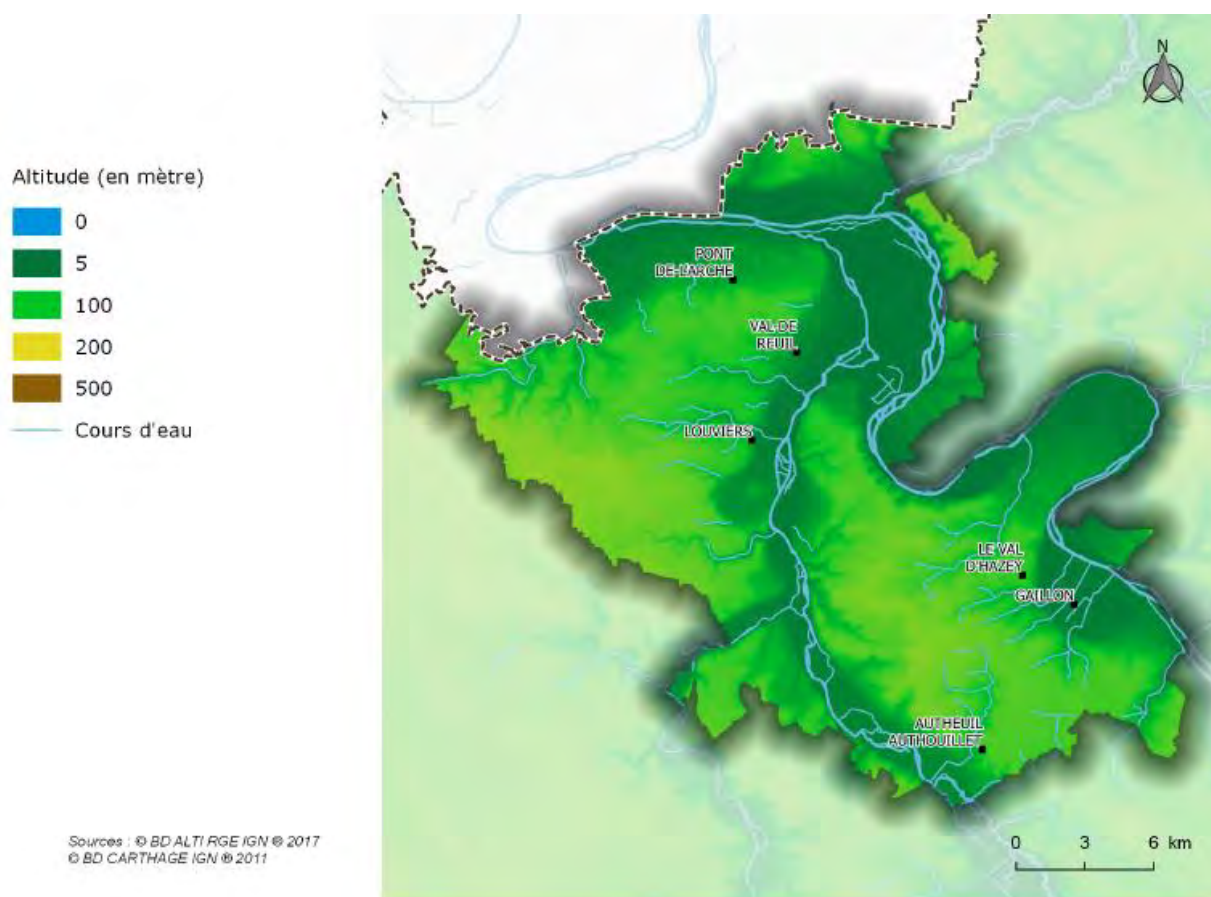 N
Altitude (en mètre)
0
5
100
200
500
Cours d'eau
PONT
DE-L'ARCHE
VAL-DE
REUIL
LOUVIERS
LE VAL
D'HAZEY
GAILLON
AUTHEUIL
AUTHOUILLET
Sources : © BD ALTI RGE IGN ® 2017
© BD CARTHAGE IGN ® 2011
0 3 6 km